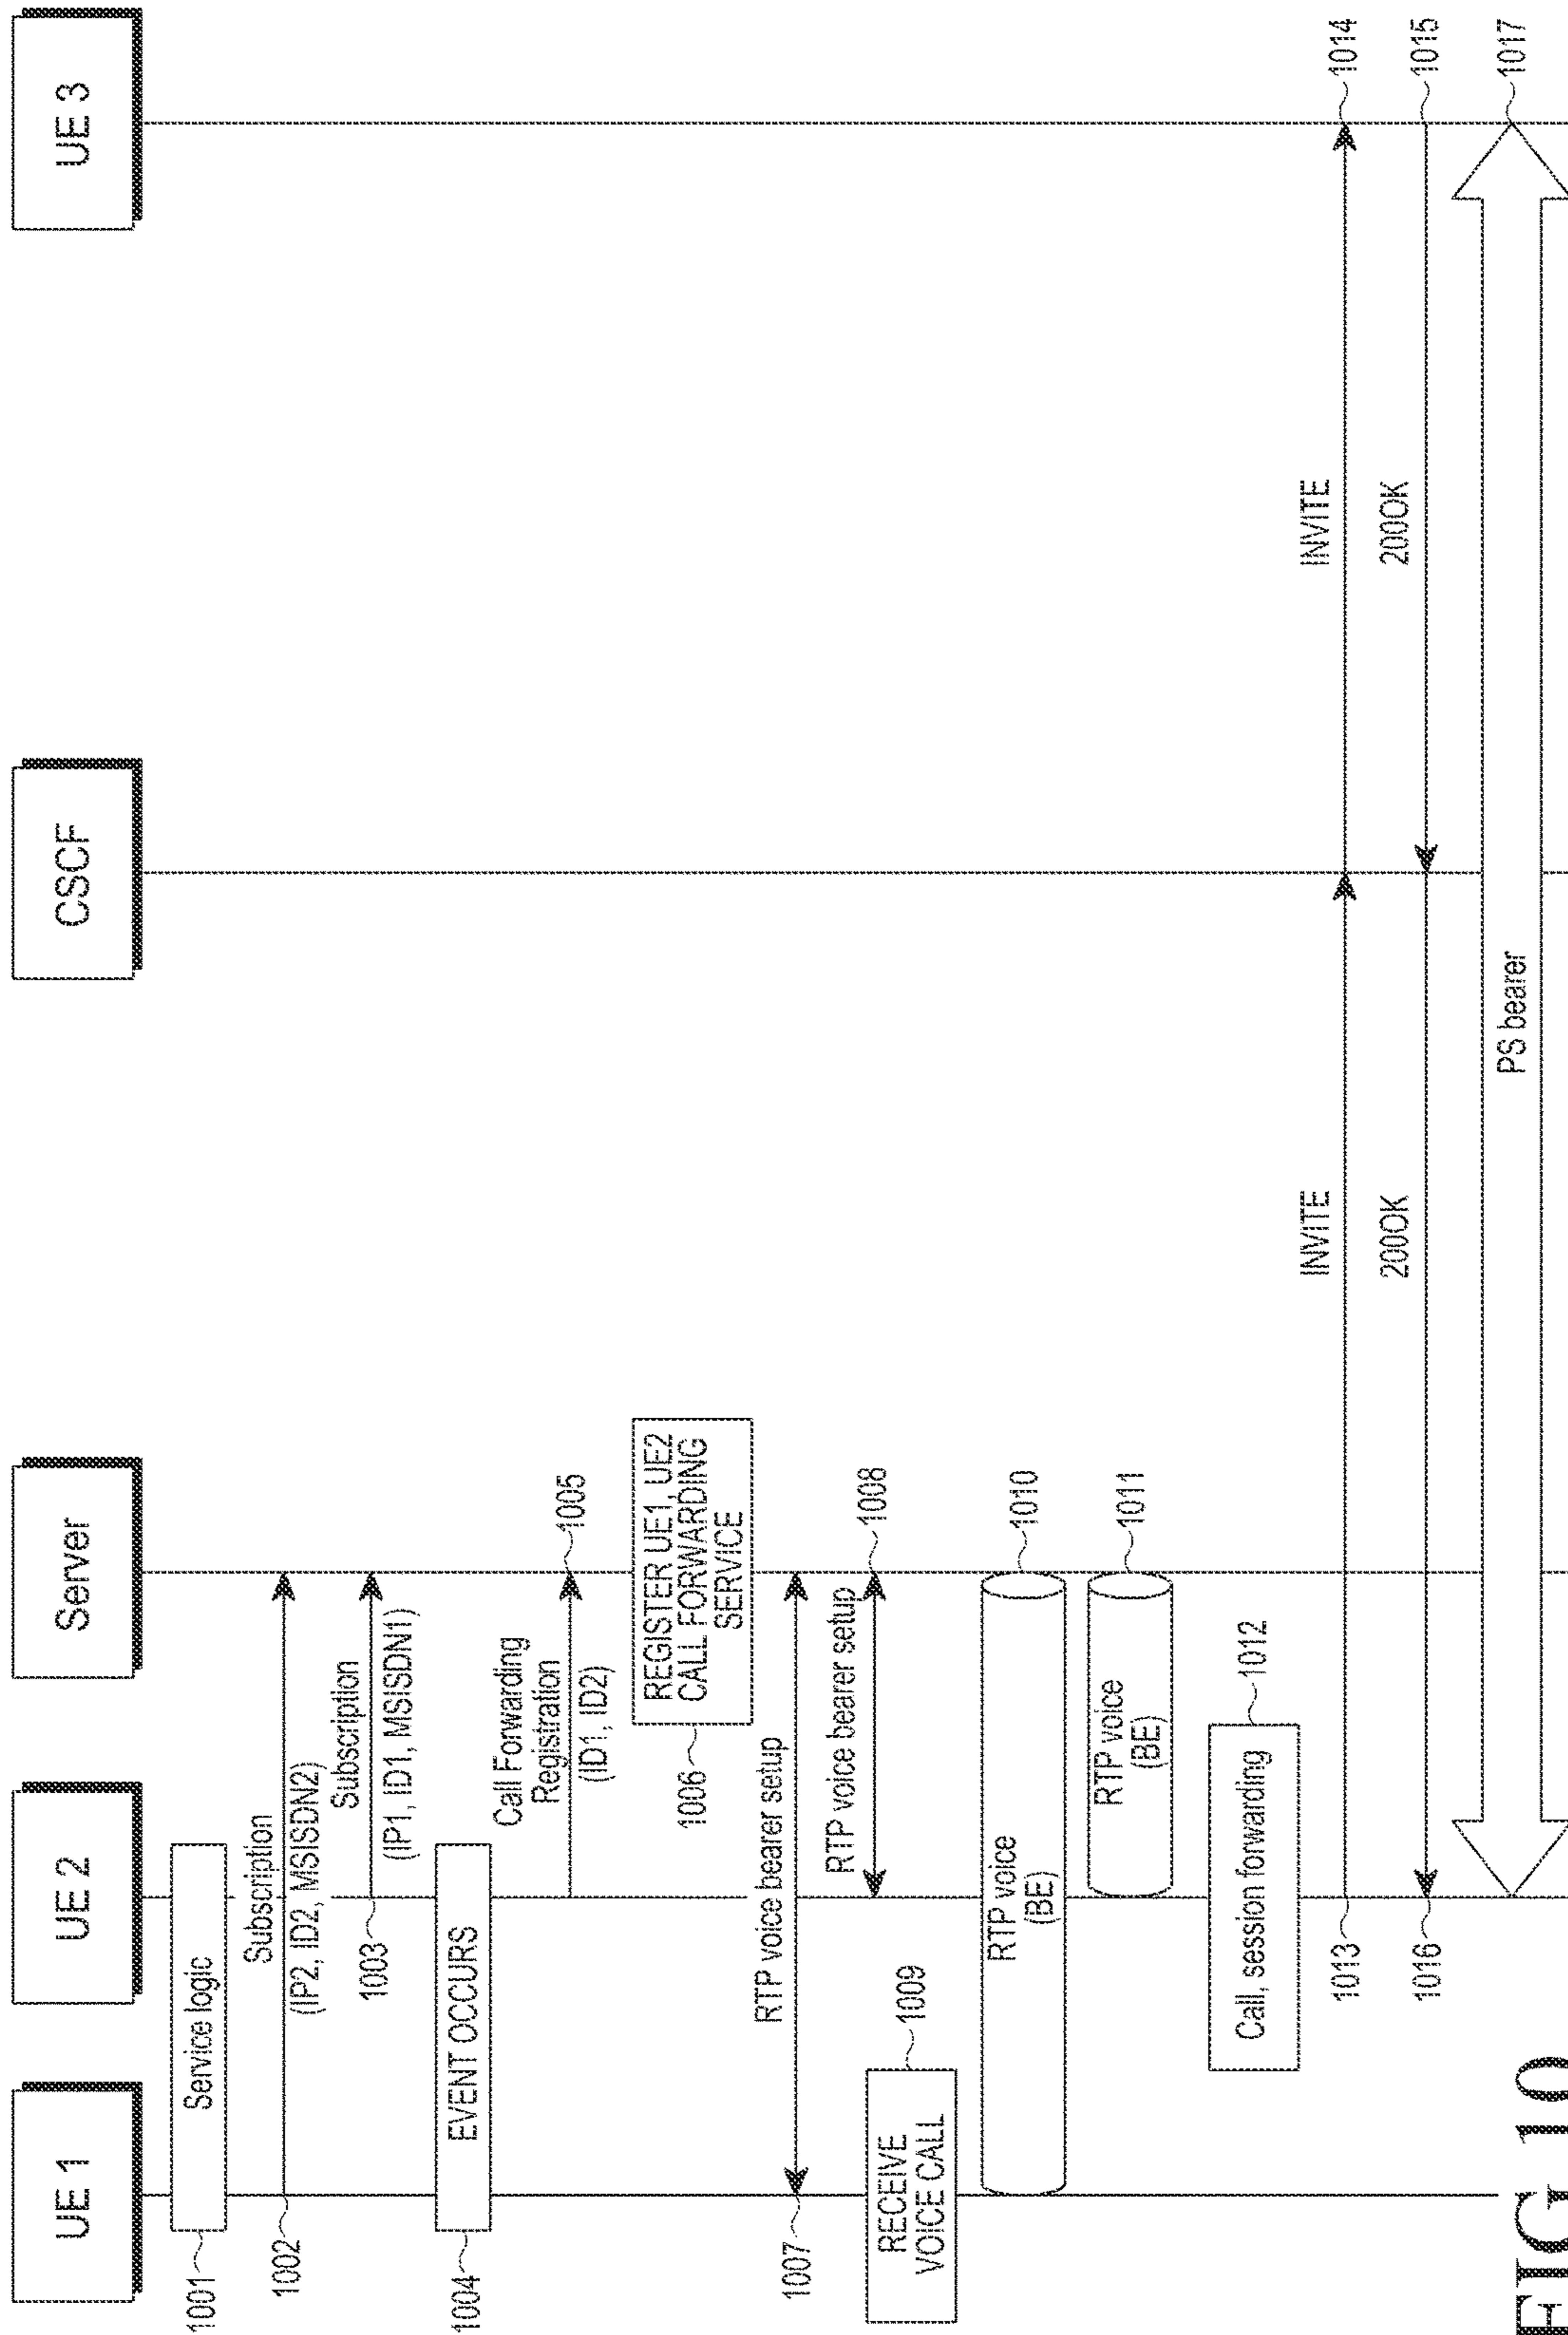 UE 1
UE 2
Server
CSCF
UE 3
1001
Service logic
Subscription
(IP2, ID2, MSISDN2)
1002
Subscription
(IP1, ID1, MSISDN1)
1003
EVENT OCCURS
1004
Call Forwarding
Registration
(ID1, ID2)
1005
REGISTER UE1, UE2
CALL FORWARDING
SERVICE
1006
RTP voice bearer setup
1007
RTP voice bearer setup
1008
RECEIVE
VOICE CALL
1009
RTP voice
(BE)
1010
RTP voice
(BE)
1011
Call, session forwarding
1012
INVITE
INVITE
1013
1014
200OK
200OK
1016
1015
PS bearer
1017
FIG 10